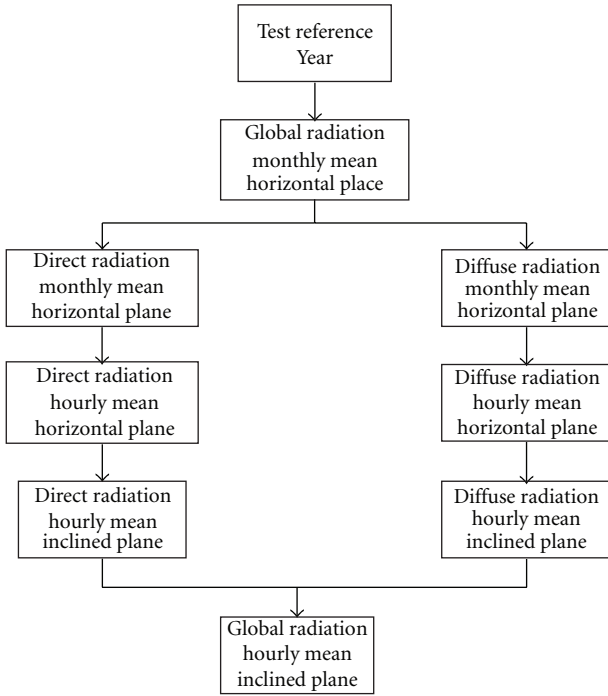 Test reference
Year
Global radiation
monthly mean
horizontal place
Direct radiation
monthly mean
horizontal plane
Diffuse radiation
monthly mean
horizontal plane
Direct radiation
hourly mean
horizontal plane
Diffuse radiation
hourly mean
horizontal plane
Direct radiation
hourly mean
inclined plane
Diffuse radiation
hourly mean
inclined plane
Global radiation
hourly mean
inclined plane